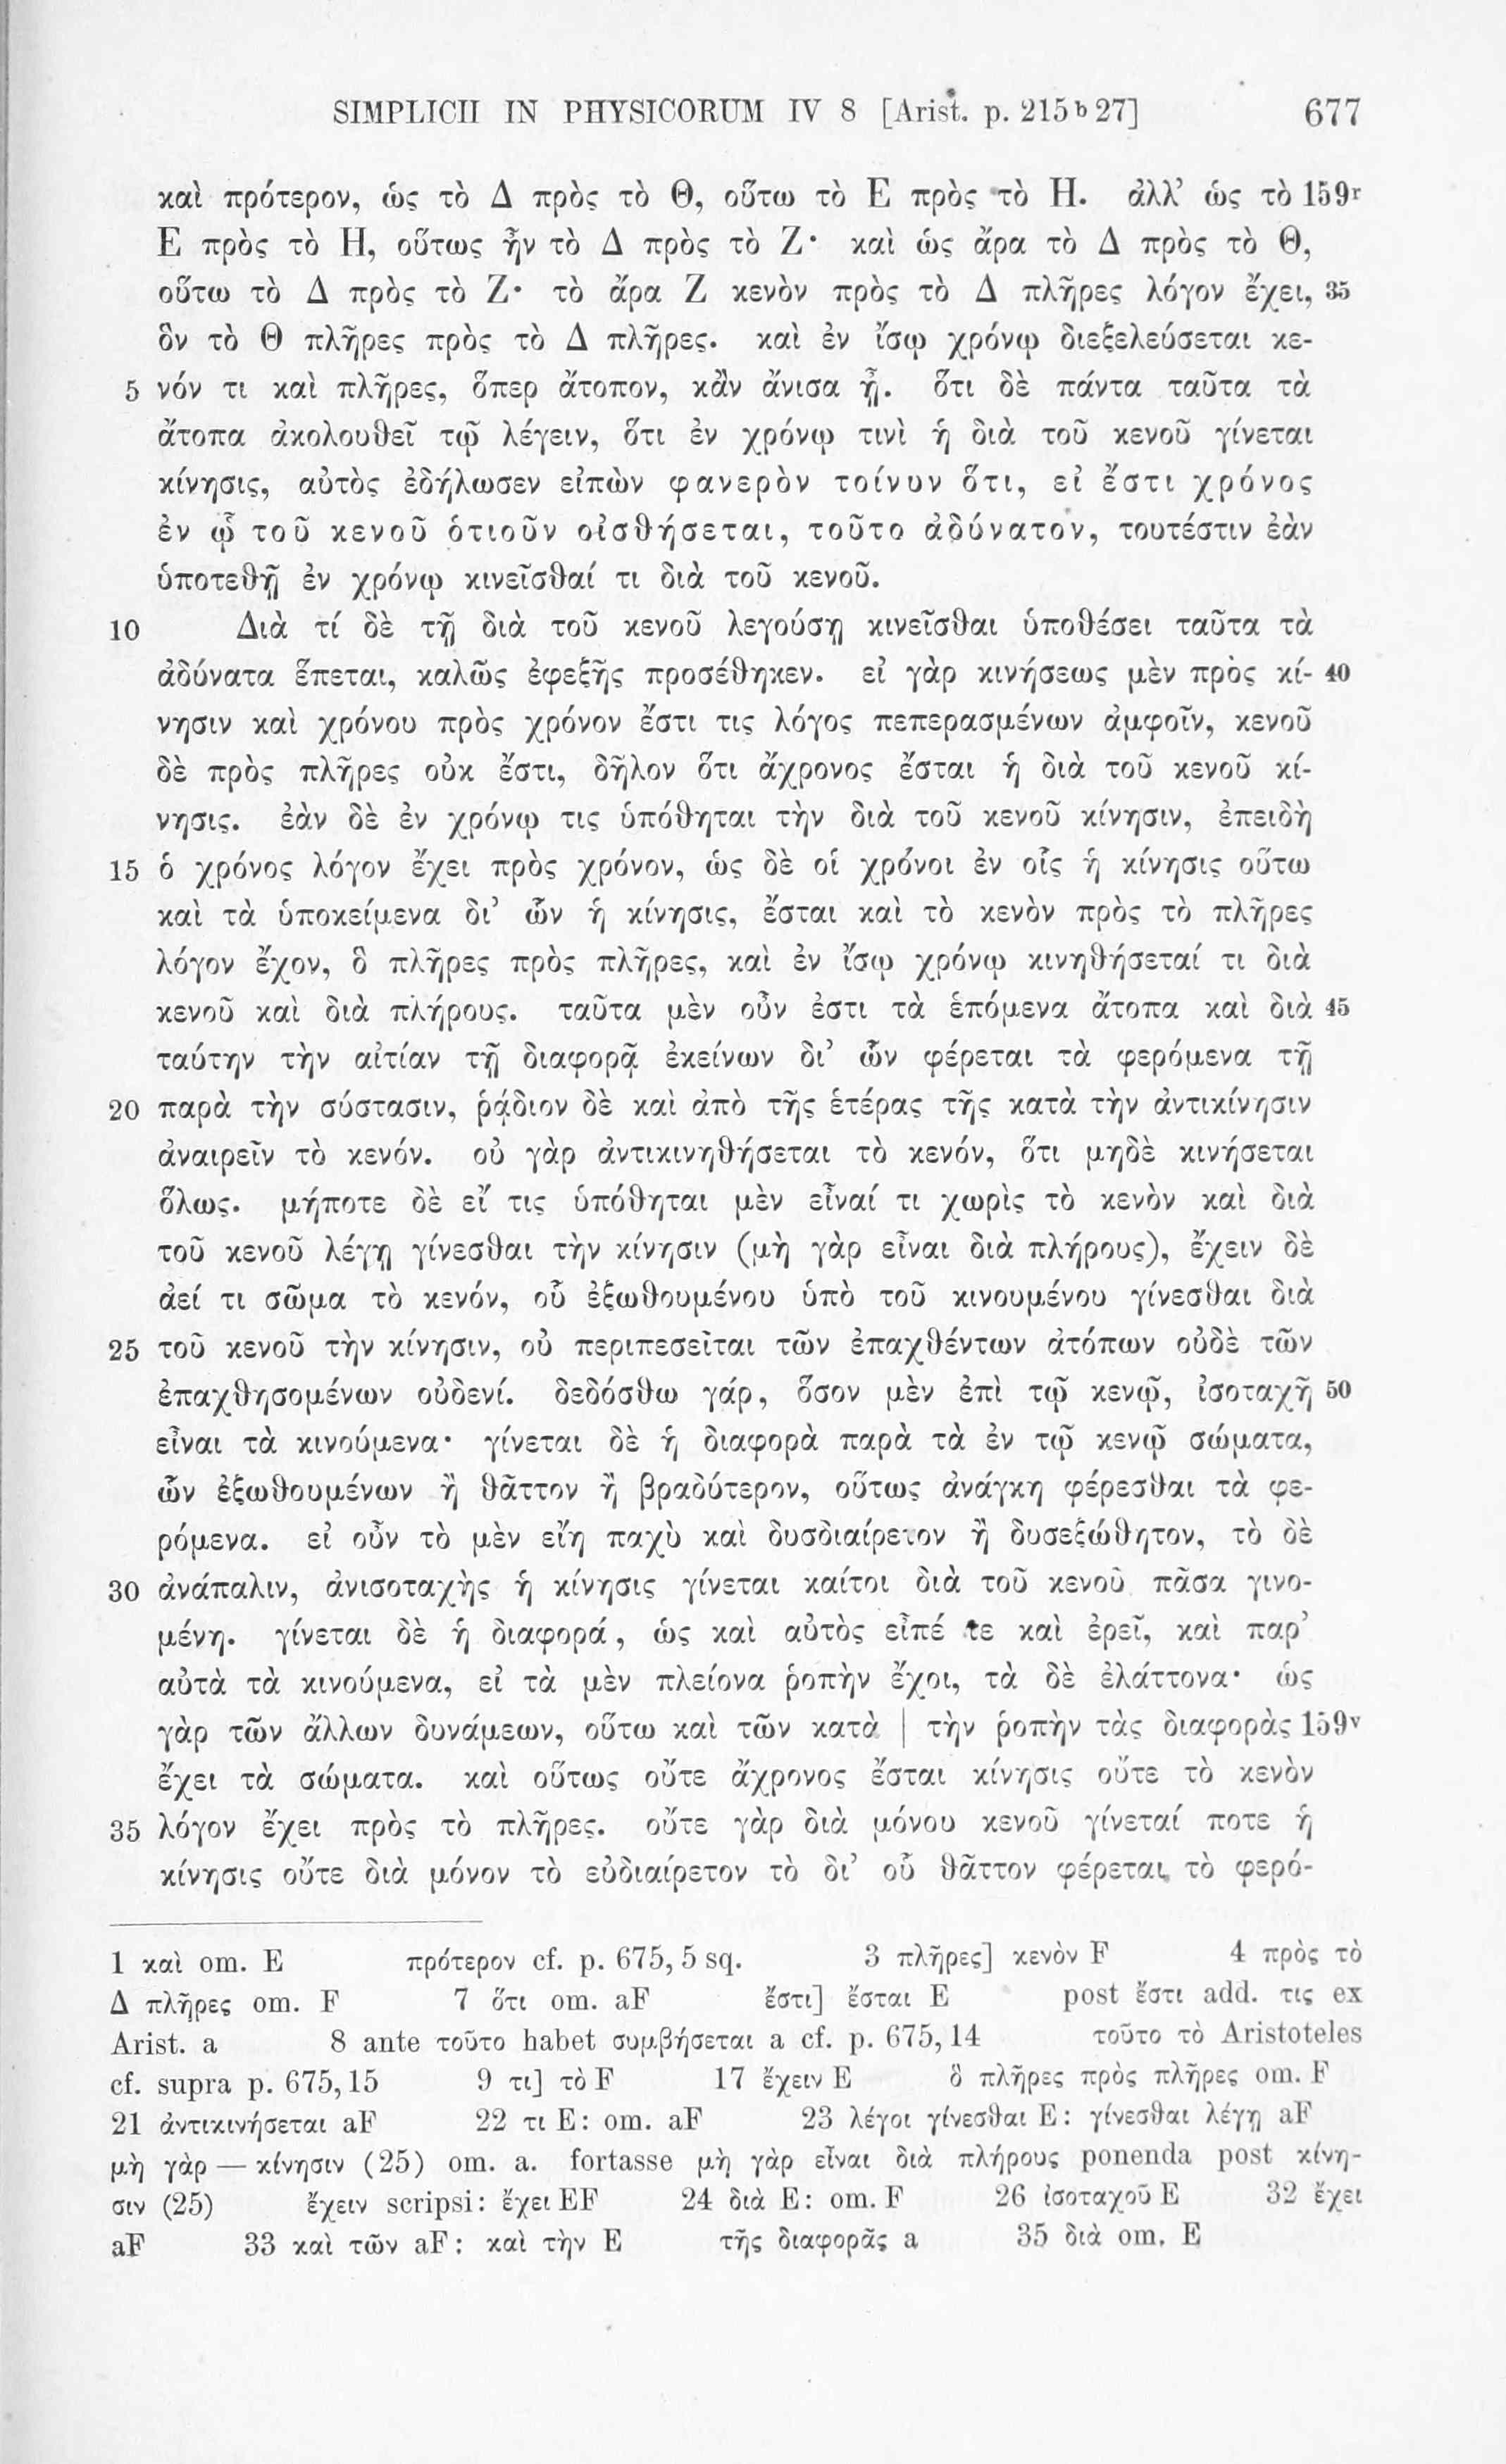 SIMPLICII IN PHYSICORUM IV 8 [Arist. p. 215 b 27] 677
καὶ πρότερον, ὡς τὸ Δ πρὸς τὸ Θ, οὕτω τὸ Ε πρὸς τὸ Η. ἀλλ’ ὡς τὸ 159r
Ε πρὸς τὸ Η, οὕτως ἦν τὸ Δ πρὸς τὸ Ζ· καὶ ὡς ἄρα τὸ Δ πρὸς τὸ Θ,
οὕτω τὸ Δ πρὸς τὸ Ζ· τὸ ἄρα Ζ κενὸν πρὸς τὸ Δ πλῆρες λόγον ἔχει, 35
ὃν τὸ Θ πλῆρες πρὸς τὸ Δ πλῆρες. καὶ ἐν ἴσῳ χρόνῳ διεξελεύσεται κε-
5 νόν τι καὶ πλῆρες, ὅπερ ἄτοπον, κἂν ἄνισα ᾖ. ὅτι δὲ πάντα ταῦτα τὰ
ἄτοπα ἀκολουθεῖ τῷ λέγειν, ὅτι ἐν χρόνῳ τινὶ ἡ διὰ τοῦ κενοῦ γίνεται
κίνησις, αὐτὸς ἐδήλωσεν εἰπὼν φανερὸν τοίνυν ὅτι, εἰ ἔστι χρόνος
ἐν ᾧ τοῦ κενοῦ ὁτιοῦν οἰσθήσεται, τοῦτο ἀδύνατον, τουτέστιν ἐὰν
ὑποτεθῇ ἐν χρόνῳ κινεῖσθαί τι διὰ τοῦ κενοῦ.
10 Διὰ τί δὲ τῇ διὰ τοῦ κενοῦ λεγούσῃ κινεῖσθαι ὑποθέσει ταῦτα τὰ
ἀδύνατα ἕπεται, καλῶς ἐφεξῆς προσέθηκεν. εἰ γὰρ κινήσεως μὲν πρὸς κί- 40
νησιν καὶ χρόνου πρὸς χρόνον ἔστι τις λόγος πεπερασμένων ἀμφοῖν, κενοῦ
δὲ πρὸς πλῆρες οὐκ ἔστι, δῆλον ὅτι ἄχρονος ἔσται ἡ διὰ τοῦ κενοῦ κί-
νησις. ἐὰν δὲ ἐν χρόνῳ τις ὑπόθηται τὴν διὰ τοῦ κενοῦ κίνησιν, ἐπειδὴ
15 ὁ χρόνος λόγον ἔχει πρὸς χρόνον, ὡς δὲ οἱ χρόνοι ἐν οἷς ἡ κίνησις οὕτω
καὶ τὰ ὑποκείμενα δι’ ὧν ἡ κίνησις, ἔσται καὶ τὸ κενὸν πρὸς τὸ πλῆρες
λόγον ἔχον, ὃ πλῆρες πρὸς πλῆρες, καὶ ἐν ἴσῳ χρόνῳ κινηθήσεταί τι διὰ
κενοῦ καὶ διὰ πλήρους. ταῦτα μὲν οὖν ἐστι τὰ ἑπόμενα ἄτοπα καὶ διὰ 45
ταύτην τὴν αἰτίαν τῇ διαφορᾷ ἐκείνων δι’ ὧν φέρεται τὰ φερόμενα τῇ
20 παρὰ τὴν σύστασιν, ῥᾴδιον δὲ καὶ ἀπὸ τῆς ἑτέρας τῆς κατὰ τὴν ἀντικίνησιν
ἀναιρεῖν τὸ κενόν. οὐ γὰρ ἀντικινηθήσεται τὸ κενόν, ὅτι μηδὲ κινήσεται
ὅλως. μήποτε δὲ εἴ τις ὑπόθηται μὲν εἶναί τι χωρὶς τὸ κενὸν καὶ διὰ
τοῦ κενοῦ λέγῃ γίνεσθαι τὴν κίνησιν (μὴ γὰρ εἶναι διὰ πλήρους), ἔχειν δὲ
ἀεί τι σῶμα τὸ κενόν, οὗ ἐξωθουμένου ὑπὸ τοῦ κινουμένου γίνεσθαι διὰ
25 τοῦ κενοῦ τὴν κίνησιν, οὐ περιπεσεῖται τῶν ἐπαχθέντων ἀτόπων οὐδὲ τῶν
ἐπαχθησομένων οὐδενί. δεδόσθω γάρ, ὅσον μὲν ἐπὶ τῷ κενῷ, ἰσοταχῆ 50
εἶναι τὰ κινούμενα· γίνεται δὲ ἡ διαφορὰ παρὰ τὰ ἐν τῷ κενῷ σώματα,
ὧν ἐξωθουμένων ἢ θᾶττον ἢ βραδύτερον, οὕτως ἀνάγκη φέρεσθαι τὰ φε-
ρόμενα. εἰ οὖν τὸ μὲν εἴη παχὺ καὶ δυσδιαίρετον ἢ δυσεξώθητον, τὸ δὲ
30 ἀνάπαλιν, ἀνισοταχὴς ἡ κίνησις γίνεται καίτοι διὰ τοῦ κενοῦ πᾶσα γινο-
μένη. γίνεται δὲ ἡ διαφορά, ὡς καὶ αὐτὸς εἶπέ τε καὶ ἐρεῖ, καὶ παρ’
αὐτὰ τὰ κινούμενα, εἰ τὰ μὲν πλείονα ῥοπὴν ἔχοι, τὰ δὲ ἐλάττονα· ὡς
γὰρ τῶν ἄλλων δυνάμεων, οὕτω καὶ τῶν κατὰ | τὴν ῥοπὴν τὰς διαφορὰς 159v
ἔχει τὰ σώματα. καὶ οὕτως οὔτε ἄχρονος ἔσται κίνησις οὔτε τὸ κενὸν
35 λόγον ἔχει πρὸς τὸ πλῆρες. οὔτε γὰρ διὰ μόνου κενοῦ γίνεταί ποτε ἡ
κίνησις οὔτε διὰ μόνον τὸ εὐδιαίρετον τὸ δι’ οὗ θᾶττον φέρεται τὸ φερό-
1 καὶ om. E πρότερον cf. p. 675, 5 sq. 3 πλῆρες] κενὸν F 4 πρὸς τὸ
Δ πλῆρες om. F 7 ὅτι om. aF ἔστι] ἔσται E post ἔστι add. τις ex
Arist. a 8 ante τοῦτο habet συμβήσεται a cf. p. 675, 14 τοῦτο τὸ Aristoteles
cf. supra p. 675, 15 9 τι] τὸ F 17 ἔχειν E ὃ πλῆρες πρὸς πλῆρες om. F
21 ἀντικινήσεται aF 22 τι E: om. aF 23 λέγοι γίνεσθαι E: γίνεσθαι λέγῃ aF
μὴ γὰρ — κίνησιν (25) om. a. fortasse μὴ γὰρ εἶναι διὰ πλήρους ponenda post κίνη-
σιν (25) ἔχειν scripsi: ἔχει EF 24 διὰ E: om. F 26 ἰσοταχοῦ E 32 ἔχει
aF 33 καὶ τῶν aF: καὶ τὴν E τῆς διαφορᾶς a 35 διὰ om. E